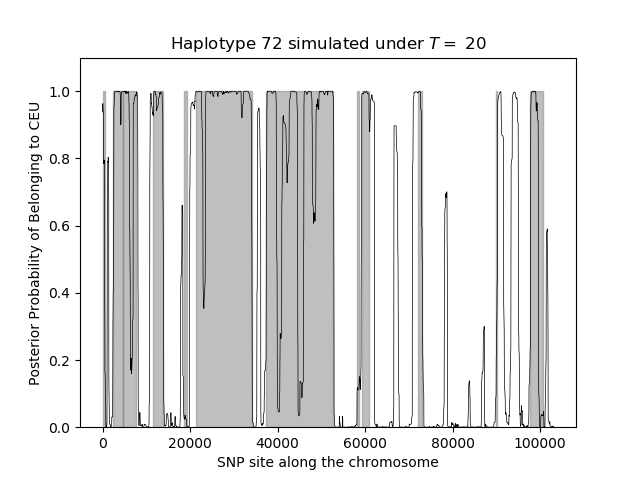 Haplotype 72 simulated under T = 20
Posterior Probability of Belonging to CEU
1.0
0.8
0.6
0.4
0.2
0.0
0 20000 40000 60000 80000 100000
SNP site along the chromosome